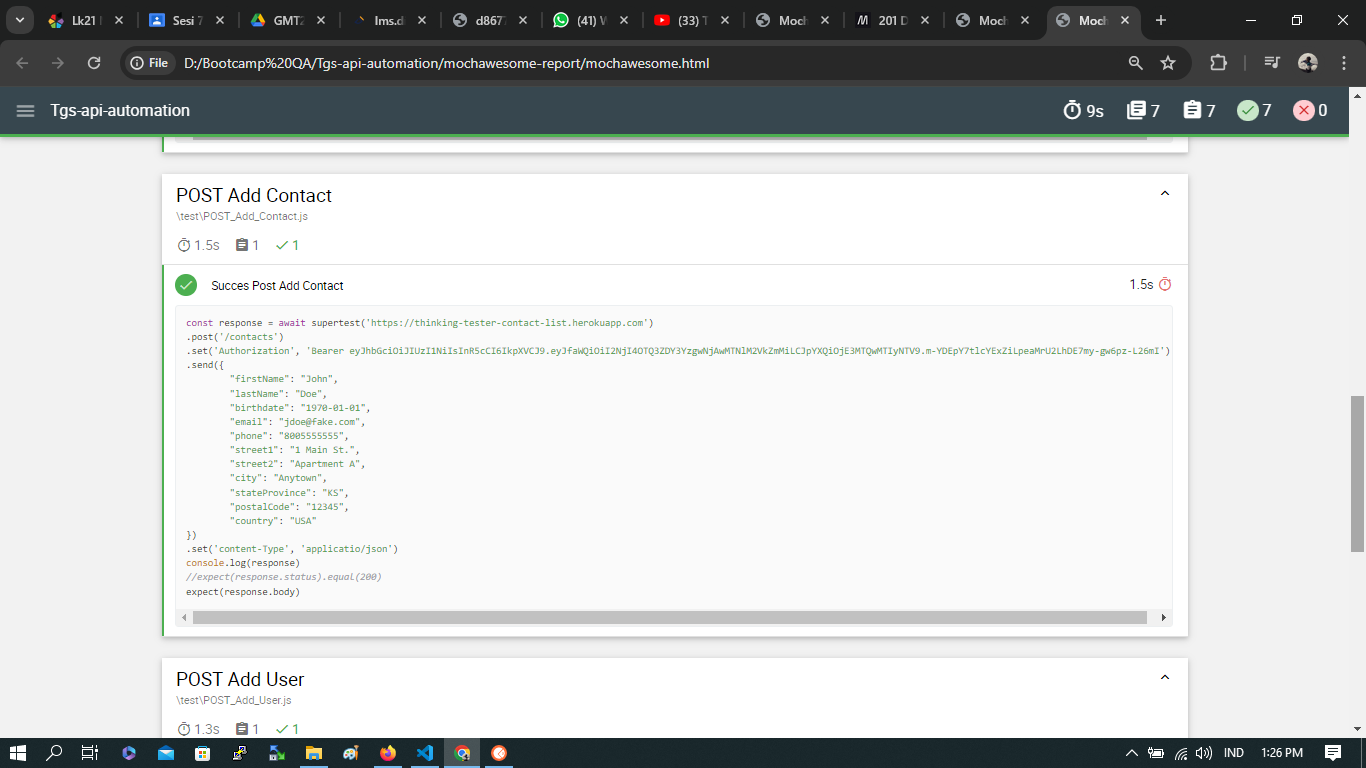 Lk21
Sesi 7
GMT2
lms.d
d867
(41) W
(33) T
Moch
201 D
Moch
Moch
File
D:/Bootcamp%20QA/Tgs-api-automation/mochawesome-report/mochawesome.html
Tgs-api-automation
9s
7
7
7
0
POST Add Contact
\test\POST_Add_Contact.js
1.5s
1
1
Succes Post Add Contact
1.5s
const response = await supertest('https://thinking-tester-contact-list.herokuapp.com')
.post('/contacts')
.set('Authorization', 'Bearer eyJhbGciOiJIUzI1NiIsInR5cCI6IkpXVCJ9.eyJfaWQiOiI2NjI4OTQ3ZDY3YzgwNjAwMTNlM2VkZmMiLCJpYXQiOjE3MTQwMTIyNTV9.m-YDEpY7tlcYExZiLpeaMrU2LhDE7my-gw6pz-L26mI')
.send({
"firstName": "John",
"lastName": "Doe",
"birthdate": "1970-01-01",
"email": "jdoe@fake.com",
"phone": "8005555555",
"street1": "1 Main St.",
"street2": "Apartment A",
"city": "Anytown",
"stateProvince": "KS",
"postalCode": "12345",
"country": "USA"
})
.set('content-Type', 'applicatio/json')
console.log(response)
//expect(response.status).equal(200)
expect(response.body)
POST Add User
\test\POST_Add_User.js
1.3s
1
1
IND
1:26 PM